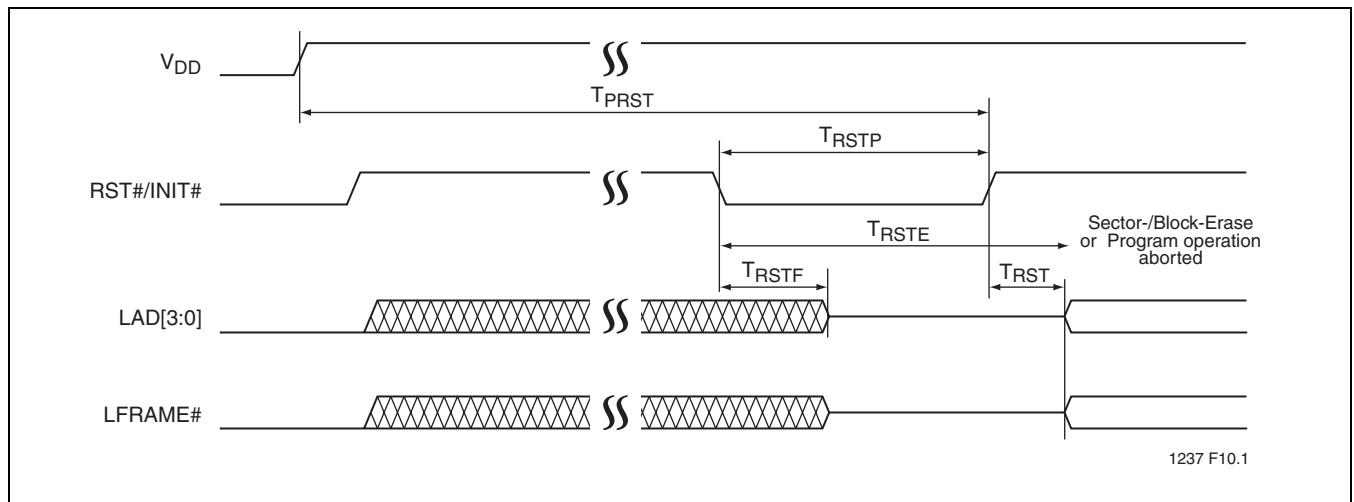 VDD
TPRST
TRSTP
RST#/INIT#
TRSTE
Sector-/Block-Erase
or Program operation
aborted
TRSTF
TRST
LAD[3:0]
LFRAME#
1237 F10.1